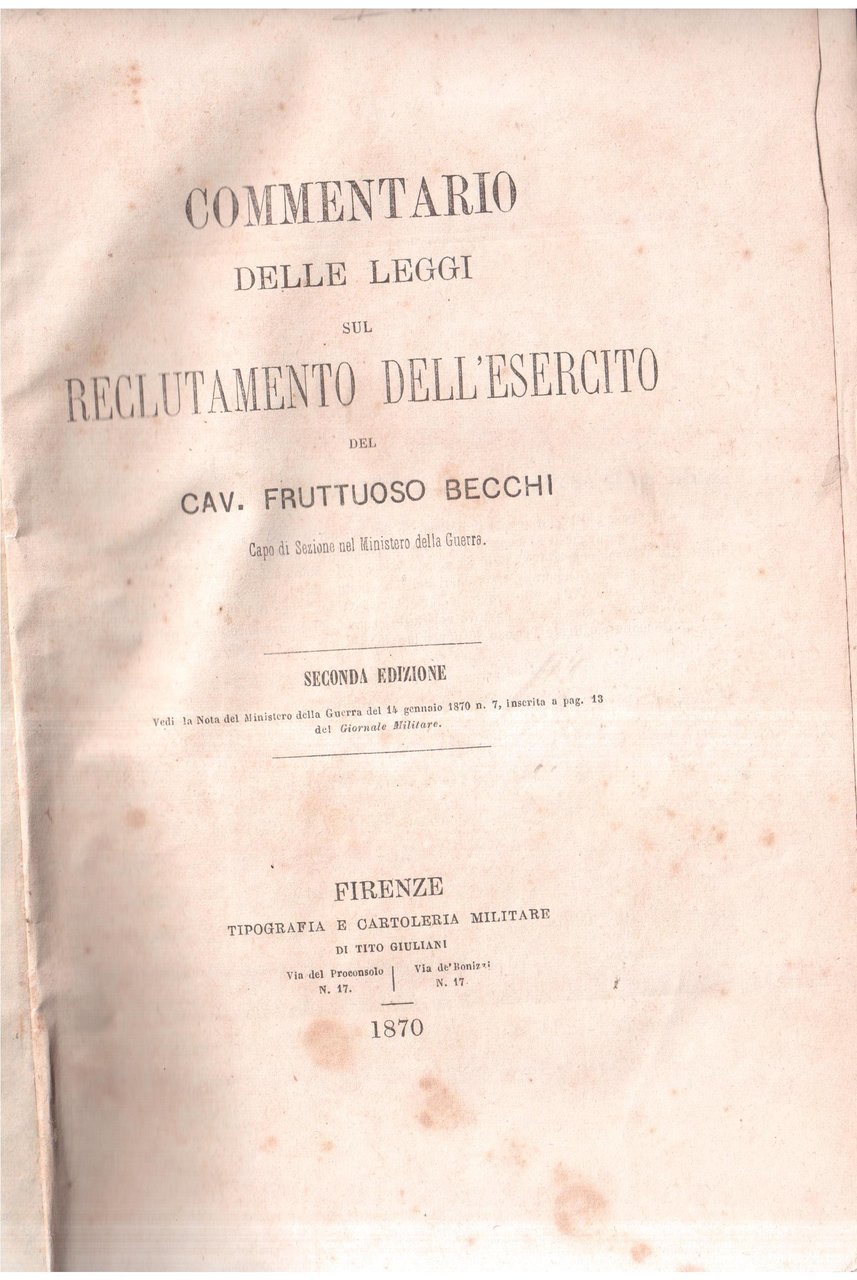 COMMENTARIO
DELLE LEGGI
SUL
RECLUTAMENTO DELL'ESERCITO
DEL
CAV. FRUTTUOSO BECCHI
Capo di Sezione nel Ministero della Guerra.
SECONDA EDIZIONE
Vedi la Nota del Ministero della Guerra del 14 gennaio 1870 n. 7, inserita a pag. 13
del Giornale Militare.
FIRENZE
TIPOGRAFIA E CARTOLERIA MILITARE
DI TITO GIULIANI
Via del Proconsolo
N. 17.
Via de' Bonizzi
N. 17
1870